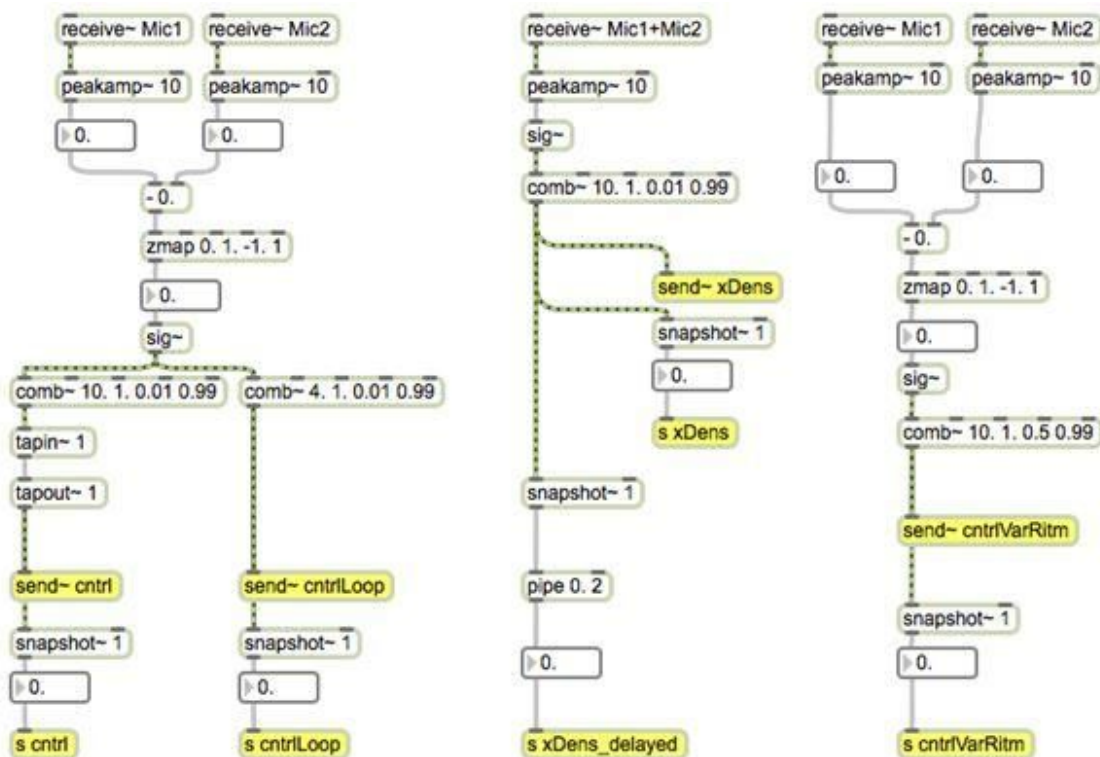 receive~ Mic1
receive~ Mic2
peakamp~ 10
peakamp~ 10
0.
0.
- 0.
zmap 0. 1. -1. 1
0.
sig~
comb~ 10. 1. 0.01 0.99
comb~ 4. 1. 0.01 0.99
tapin~ 1
tapout~ 1
send~ cntrl
send~ cntrlLoop
snapshot~ 1
snapshot~ 1
0.
0.
s cntrl
s cntrlLoop
receive~ Mic1+Mic2
peakamp~ 10
sig~
comb~ 10. 1. 0.01 0.99
send~ xDens
snapshot~ 1
0.
s xDens
snapshot~ 1
pipe 0. 2
0.
s xDens_delayed
receive~ Mic1
receive~ Mic2
peakamp~ 10
peakamp~ 10
0.
0.
- 0.
zmap 0. 1. -1. 1
0.
sig~
comb~ 10. 1. 0.5 0.99
send~ cntrlVarRitm
snapshot~ 1
0.
s cntrlVarRitm